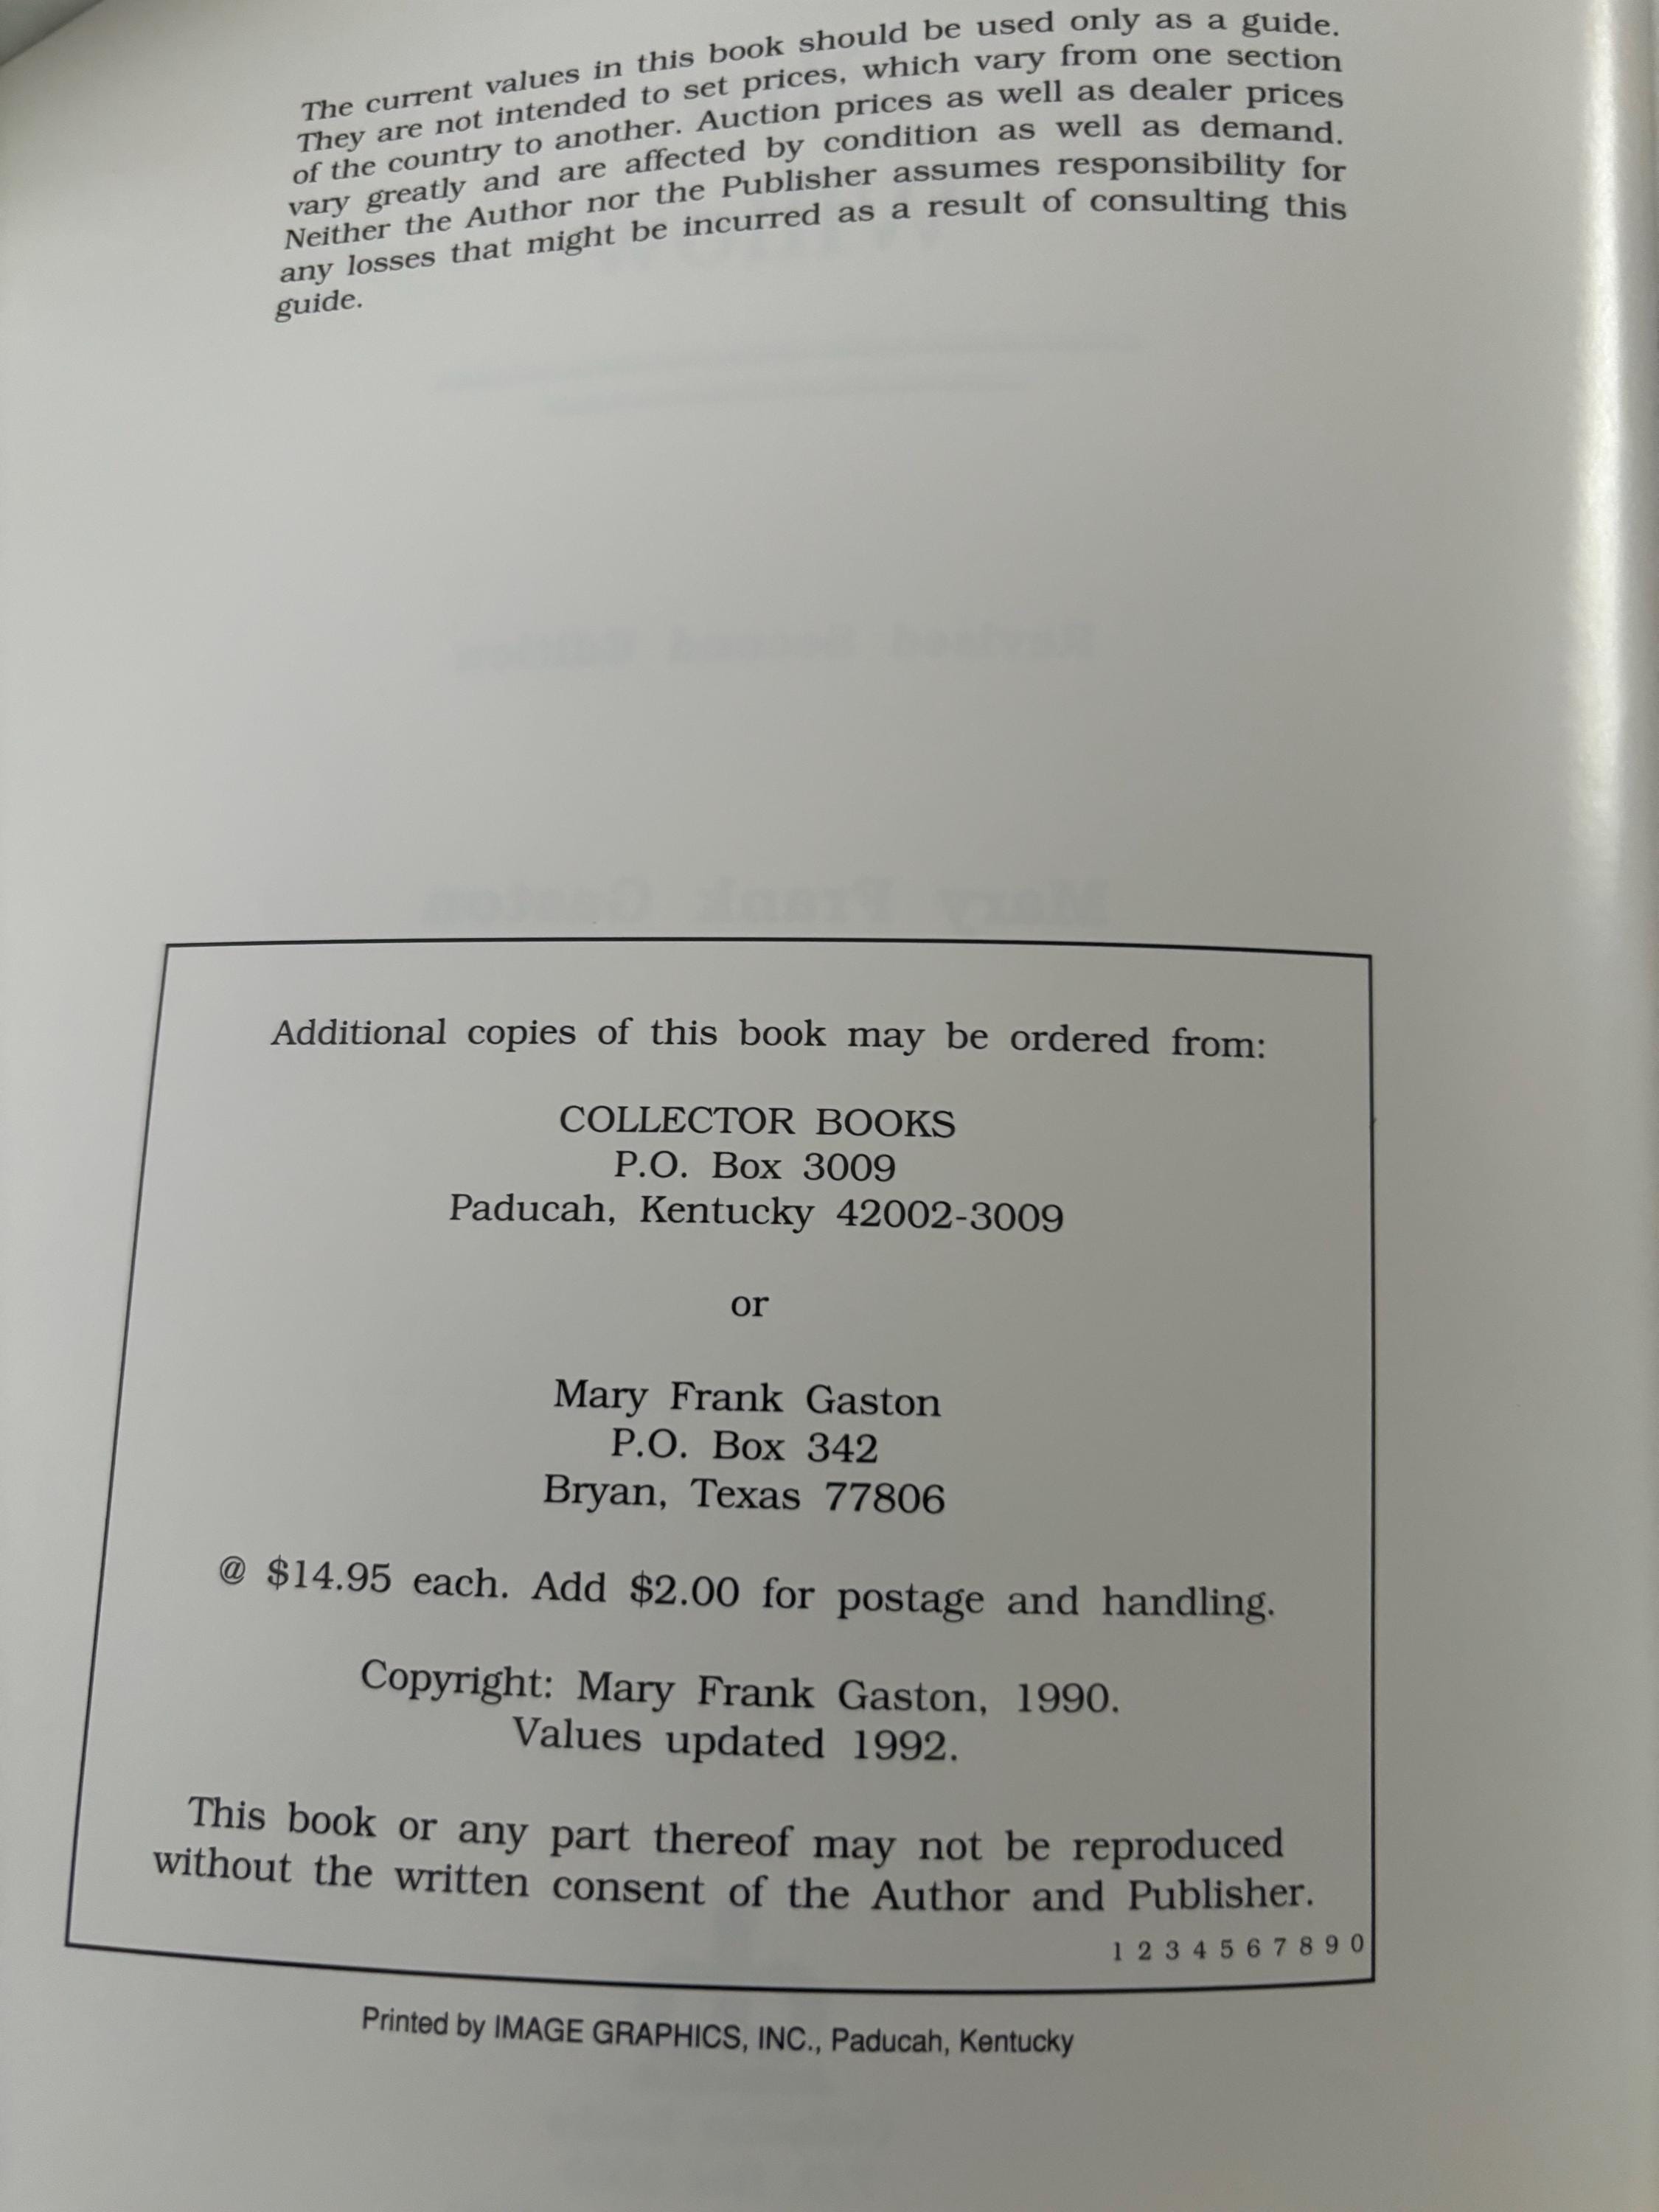 The current values in this book should be used only as a guide.
They are not intended to set prices, which vary from one section
of the country to another. Auction prices as well as dealer prices
vary greatly and are affected by condition as well as demand.
Neither the Author nor the Publisher assumes responsibility for
any losses that might be incurred as a result of consulting this
guide.
Revised Second Edition
Mary Frank Gaston
Additional copies of this book may be ordered from:
COLLECTOR BOOKS
P.O. Box 3009
Paducah, Kentucky 42002-3009
or
Mary Frank Gaston
P.O. Box 342
Bryan, Texas 77806
@ $14.95 each. Add $2.00 for postage and handling.
Copyright: Mary Frank Gaston, 1990.
Values updated 1992.
This book or any part thereof may not be reproduced
without the written consent of the Author and Publisher.
1 2 3 4 5 6 7 8 9 0
Printed by IMAGE GRAPHICS, INC., Paducah, Kentucky